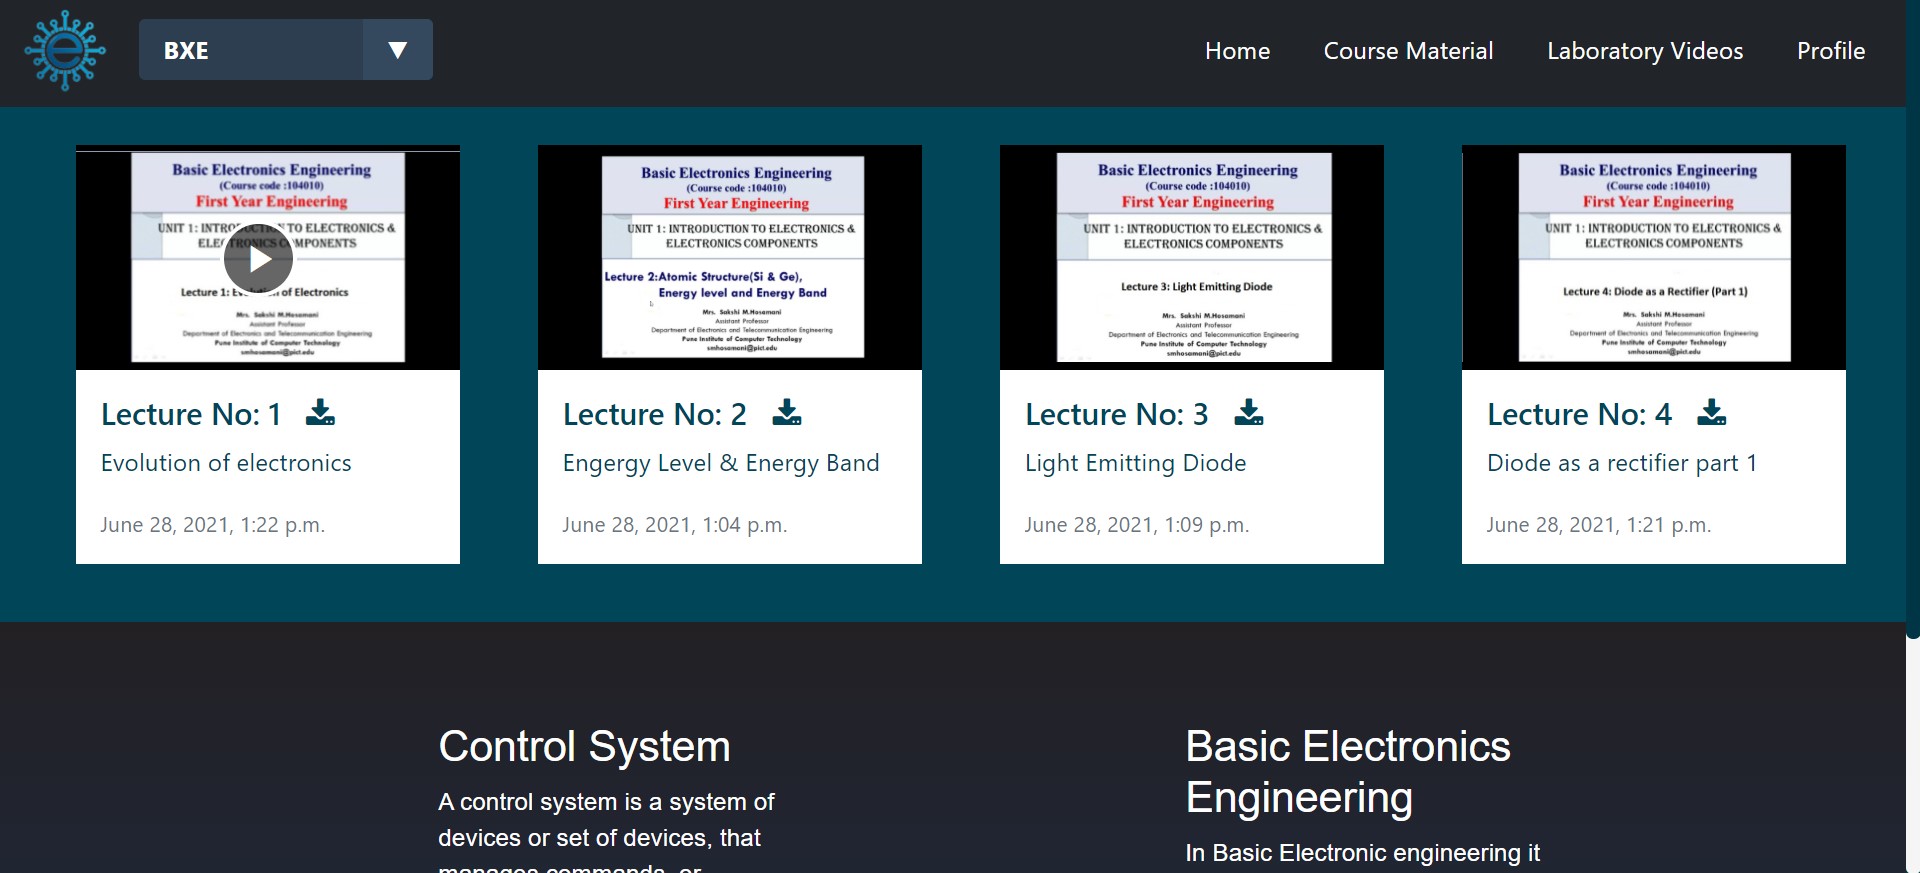 BXE
Home
Course Material
Laboratory Videos
Profile
Basic Electronics Engineering
(Course code :104010)
First Year Engineering
UNIT 1: INTRODUCTION TO ELECTRONICS &
ELECTRONICS COMPONENTS
Lecture 1: Evolution of Electronics
Mrs. Sakshi M.Hosamani
Assistant Professor
Department of Electronics and Telecommunication Engineering
Pune Institute of Computer Technology
smhosamani@pict.edu
Lecture No: 1
Evolution of electronics
June 28, 2021, 1:22 p.m.
Basic Electronics Engineering
(Course code :104010)
First Year Engineering
UNIT 1: INTRODUCTION TO ELECTRONICS &
ELECTRONICS COMPONENTS
Lecture 2:Atomic Structure(Si & Ge),
Energy level and Energy Band
Mrs. Sakshi M.Hosamani
Assistant Professor
Department of Electronics and Telecommunication Engineering
Pune Institute of Computer Technology
smhosamani@pict.edu
Lecture No: 2
Engergy Level & Energy Band
June 28, 2021, 1:04 p.m.
Basic Electronics Engineering
(Course code :104010)
First Year Engineering
UNIT 1: INTRODUCTION TO ELECTRONICS &
ELECTRONICS COMPONENTS
Lecture 3: Light Emitting Diode
Mrs. Sakshi M.Hosamani
Assistant Professor
Department of Electronics and Telecommunication Engineering
Pune Institute of Computer Technology
smhosamani@pict.edu
Lecture No: 3
Light Emitting Diode
June 28, 2021, 1:09 p.m.
Basic Electronics Engineering
(Course code :104010)
First Year Engineering
UNIT 1: INTRODUCTION TO ELECTRONICS &
ELECTRONICS COMPONENTS
Lecture 4: Diode as a Rectifier (Part 1)
Mrs. Sakshi M.Hosamani
Assistant Professor
Department of Electronics and Telecommunication Engineering
Pune Institute of Computer Technology
smhosamani@pict.edu
Lecture No: 4
Diode as a rectifier part 1
June 28, 2021, 1:21 p.m.
Control System
A control system is a system of
devices or set of devices, that
manages commands, or
Basic Electronics
Engineering
In Basic Electronic engineering it